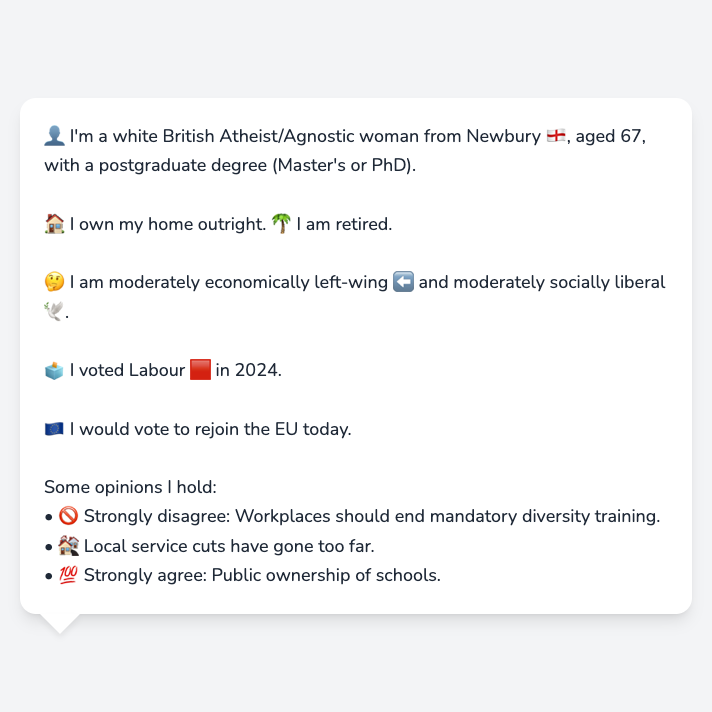 👤 I'm a white British Atheist/Agnostic woman from Newbury 🏴󠁧󠁢󠁥󠁮󠁧󠁿, aged 67,
with a postgraduate degree (Master's or PhD).
🏠 I own my home outright. 🌴 I am retired.
🤔 I am moderately economically left-wing ⬅️ and moderately socially liberal
🕊️.
🗳️ I voted Labour 🟥 in 2024.
🇪🇺 I would vote to rejoin the EU today.
Some opinions I hold:
• 🚫 Strongly disagree: Workplaces should end mandatory diversity training.
• 🏚️ Local service cuts have gone too far.
• 💯 Strongly agree: Public ownership of schools.